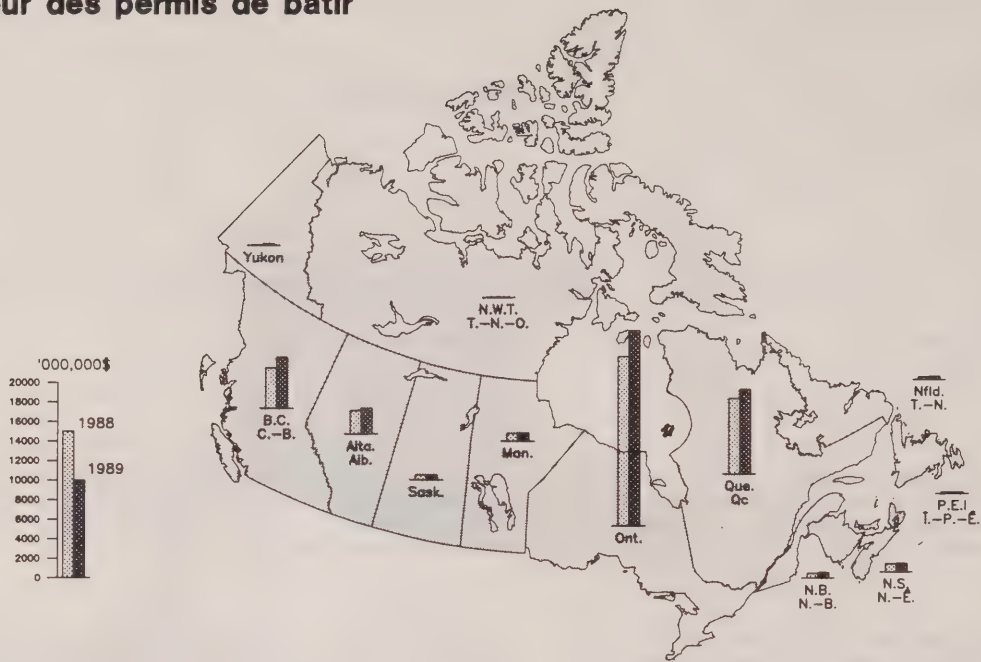 ur des permis de bâtir
Yukon
N.W.T.
T.-N.-O.
'000,000$
20000
18000
16000
14000
12000
10000
8000
6000
4000
2000
0
1988
1989
B.C.
C.-B.
Alta.
Alb.
Sask.
Man.
Ont.
Que.
Qc
Nfld.
T.-N.
P.E.I
Î.-P.-É.
N.B.
N.-B.
N.S.
N.-É.